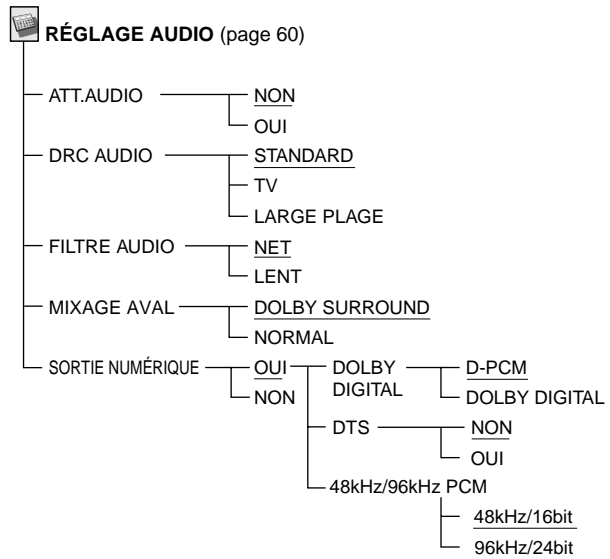 RÉGLAGE AUDIO (page 60)
ATT.AUDIO NON
OUI
DRC AUDIO STANDARD
TV
LARGE PLAGE
FILTRE AUDIO NET
LENT
MIXAGE AVAL DOLBY SURROUND
NORMAL
SORTIE NUMÉRIQUE OUI DOLBY D-PCM
NON DIGITAL DOLBY DIGITAL
DTS NON
OUI
48kHz/96kHz PCM
48kHz/16bit
96kHz/24bit